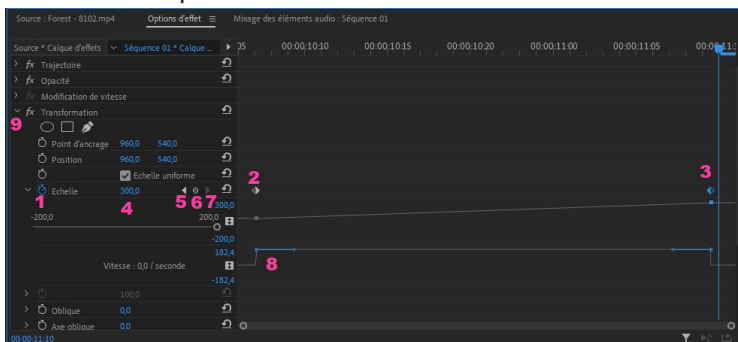 Source : Forest - 8102.mp4 Options d'effet Mixage des éléments audio : Séquence 01
Source * Calque d'effets Séquence 01 * Calque ... 05 00:00:10:10 00:00:10:15 00:00:10:20 00:00:11:00 00:00:11:05 00:00:11:1
fx Trajectoire
fx Opacité
fx Modification de vitesse
fx Transformation
9
Point d'ancrage 960,0 540,0
Position 960,0 540,0
Echelle uniforme 2 3
Echelle 300,0
1 4 5 6 7 300,0
-200,0 200,0
-200,0
182,4
Vitesse : 0,0 / seconde 8
-182,4
100,0
Oblique 0,0
Axe oblique 0,0
00:00:11:10